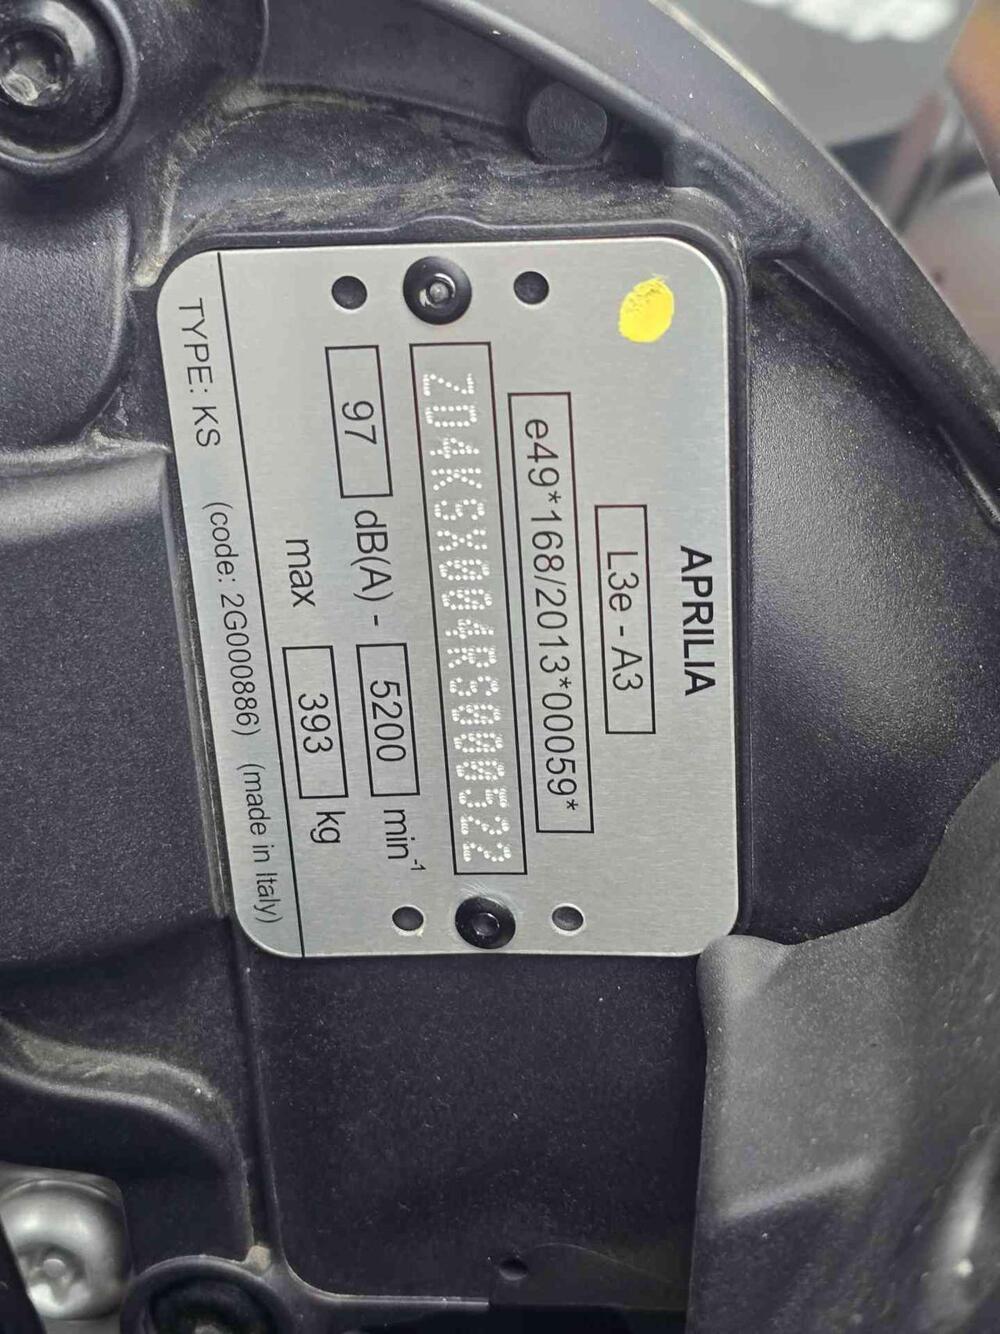 APRILIA
L3e - A3
e49*168/2013*00059*
ZD4KSX004RS000522
97 dB(A) - 5200 min-1
max 393 kg
TYPE: KS (code: 2G000886) (made in Italy)